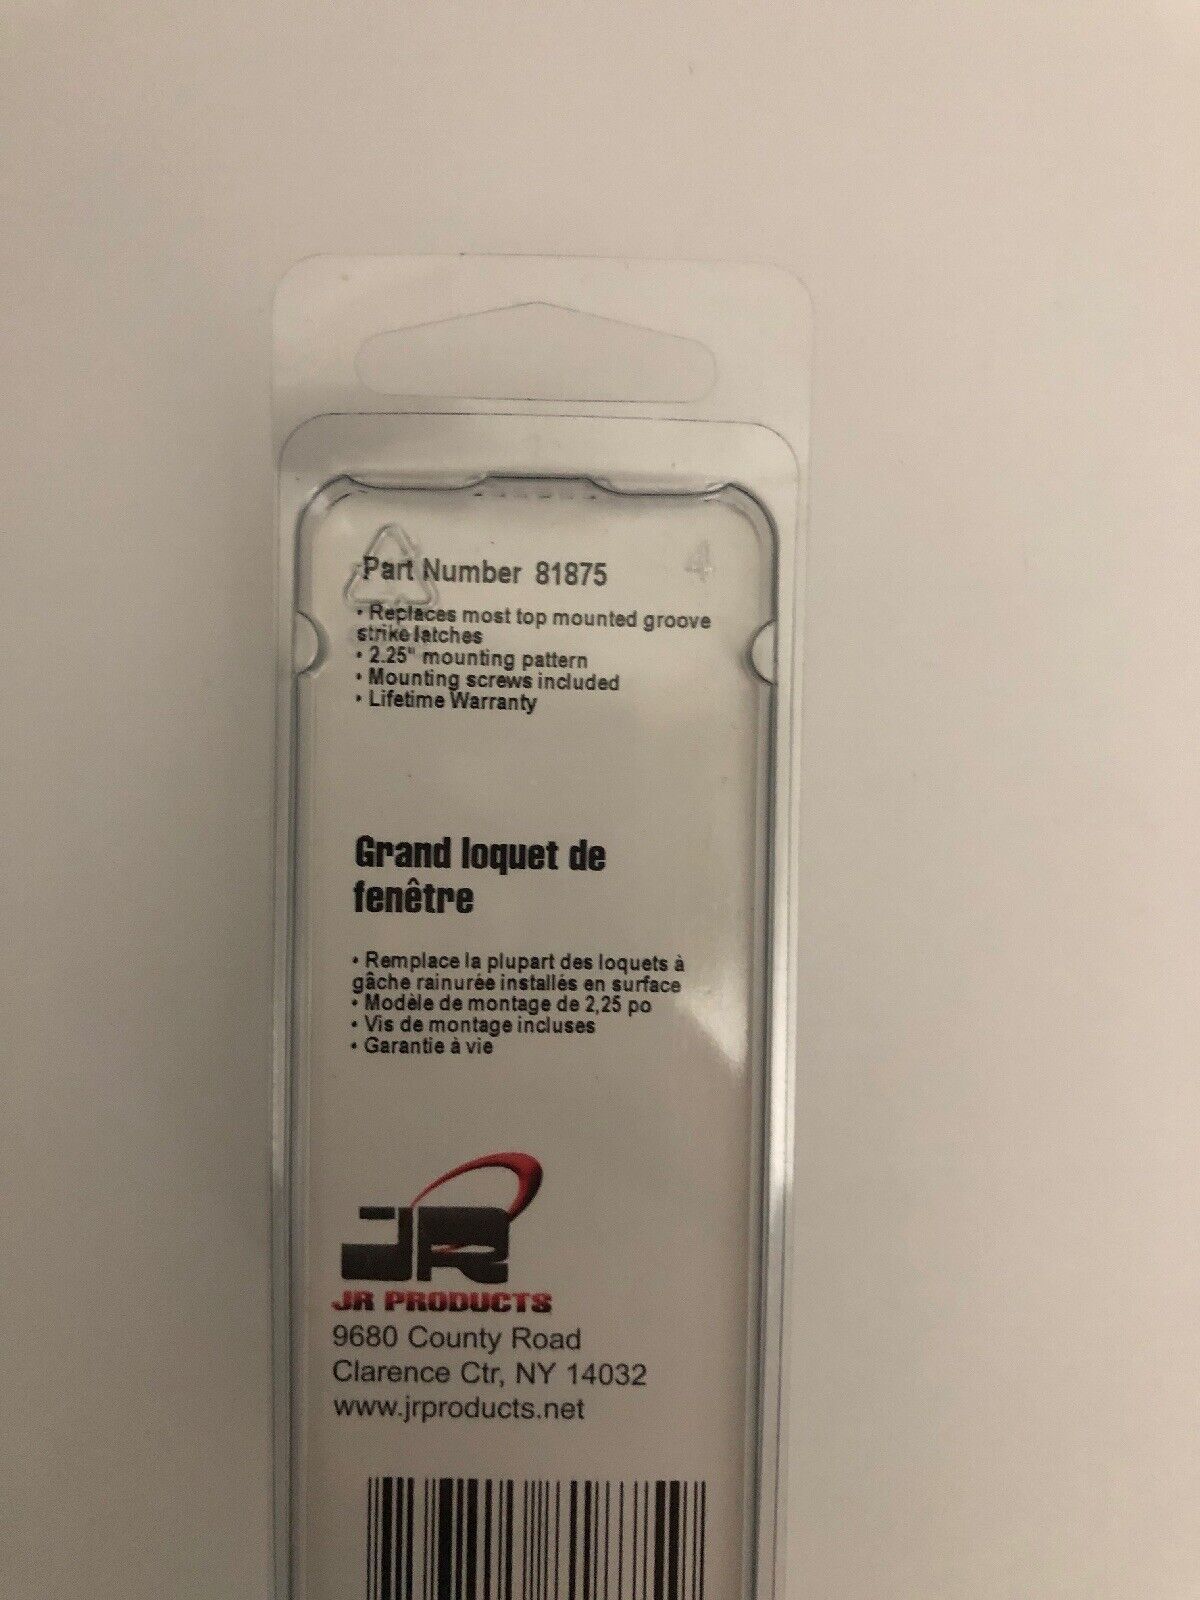 4
Part Number 81875
• Replaces most top mounted groove
strike latches
• 2.25" mounting pattern
• Mounting screws included
• Lifetime Warranty
Grand loquet de
fenêtre
• Remplace la plupart des loquets à
gâche rainurée installés en surface
• Modèle de montage de 2,25 po
• Vis de montage incluses
• Garantie à vie
JR
JR PRODUCTS
9680 County Road
Clarence Ctr, NY 14032
www.jrproducts.net